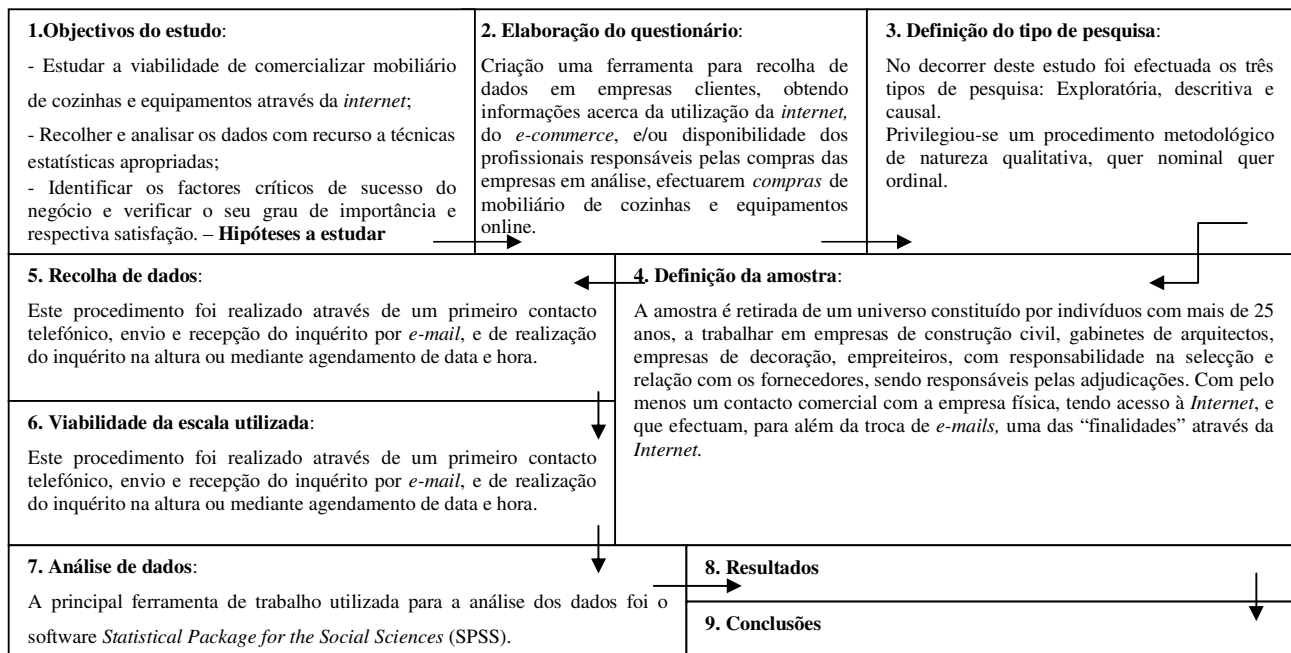 1.Objectivos do estudo:
- Estudar a viabilidade de comercializar mobiliário
de cozinhas e equipamentos através da internet;
- Recolher e analisar os dados com recurso a técnicas
estatísticas apropriadas;
- Identificar os factores críticos de sucesso do
negócio e verificar o seu grau de importância e
respectiva satisfação. – Hipóteses a estudar
2. Elaboração do questionário:
Criação uma ferramenta para recolha de
dados em empresas clientes, obtendo
informações acerca da utilização da internet,
do e-commerce, e/ou disponibilidade dos
profissionais responsáveis pelas compras das
empresas em análise, efectuarem compras de
mobiliário de cozinhas e equipamentos
online.
3. Definição do tipo de pesquisa:
No decorrer deste estudo foi efectuada os três
tipos de pesquisa: Exploratória, descritiva e
causal.
Privilegiou-se um procedimento metodológico
de natureza qualitativa, quer nominal quer
ordinal.
4. Definição da amostra:
A amostra é retirada de um universo constituído por indivíduos com mais de 25
anos, a trabalhar em empresas de construção civil, gabinetes de arquitectos,
empresas de decoração, empreiteiros, com responsabilidade na selecção e
relação com os fornecedores, sendo responsáveis pelas adjudicações. Com pelo
menos um contacto comercial com a empresa física, tendo acesso à Internet, e
que efectuam, para além da troca de e-mails, uma das “finalidades” através da
Internet.
5. Recolha de dados:
Este procedimento foi realizado através de um primeiro contacto
telefónico, envio e recepção do inquérito por e-mail, e de realização
do inquérito na altura ou mediante agendamento de data e hora.
6. Viabilidade da escala utilizada:
Este procedimento foi realizado através de um primeiro contacto
telefónico, envio e recepção do inquérito por e-mail, e de realização
do inquérito na altura ou mediante agendamento de data e hora.
7. Análise de dados:
A principal ferramenta de trabalho utilizada para a análise dos dados foi o
software Statistical Package for the Social Sciences (SPSS).
8. Resultados
9. Conclusões